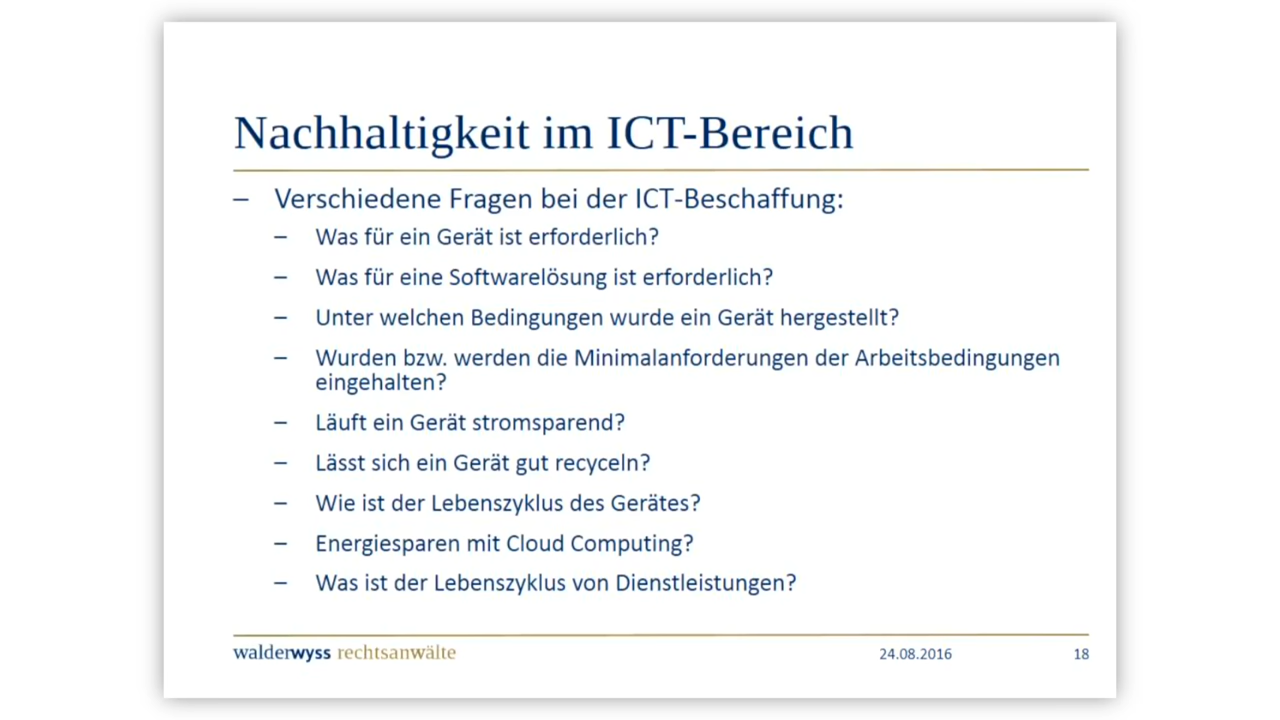 Nachhaltigkeit im ICT-Bereich
– Verschiedene Fragen bei der ICT-Beschaffung:
– Was für ein Gerät ist erforderlich?
– Was für eine Softwarelösung ist erforderlich?
– Unter welchen Bedingungen wurde ein Gerät hergestellt?
– Wurden bzw. werden die Minimalanforderungen der Arbeitsbedingungen
eingehalten?
– Läuft ein Gerät stromsparend?
– Lässt sich ein Gerät gut recyceln?
– Wie ist der Lebenszyklus des Gerätes?
– Energiesparen mit Cloud Computing?
– Was ist der Lebenszyklus von Dienstleistungen?
walderwyss rechtsanwälte 24.08.2016 18